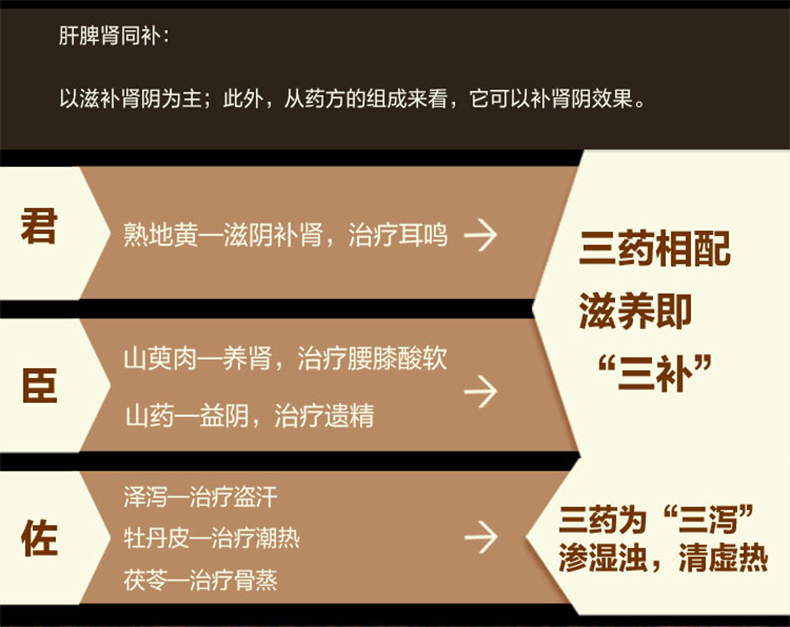 肝脾肾同补：
以滋补肾阴为主；此外，从药方的组成来看，它可以补肾阴效果。
君
熟地黄—滋阴补肾，治疗耳鸣
臣
山萸肉—养肾，治疗腰膝酸软
山药—益阴，治疗遗精
三药相配
滋养即
“三补”
佐
泽泻—治疗盗汗
牡丹皮—治疗潮热
茯苓—治疗骨蒸
三药为“三泻”
渗湿浊，清虚热